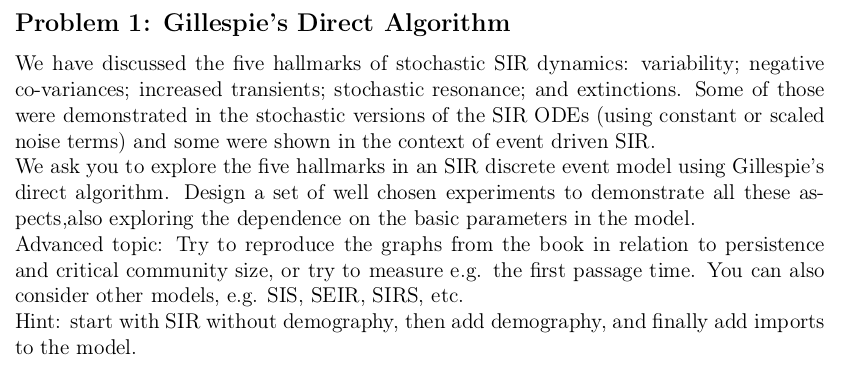 Problem 1: Gillespie's Direct Algorithm
We have discussed the five hallmarks of stochastic SIR dynamics: variability; negative
co-variances; increased transients; stochastic resonance; and extinctions. Some of those
were demonstrated in the stochastic versions of the SIR ODEs (using constant or scaled
noise terms) and some were shown in the context of event driven SIR.
We ask you to explore the five hallmarks in an SIR discrete event model using Gillespie's
direct algorithm. Design a set of well chosen experiments to demonstrate all these as-
pects,also exploring the dependence on the basic parameters in the model.
Advanced topic: Try to reproduce the graphs from the book in relation to persistence
and critical community size, or try to measure e.g. the first passage time. You can also
consider other models, e.g. SIS, SEIR, SIRS, etc.
Hint: start with SIR without demography, then add demography, and finally add imports
to the model.